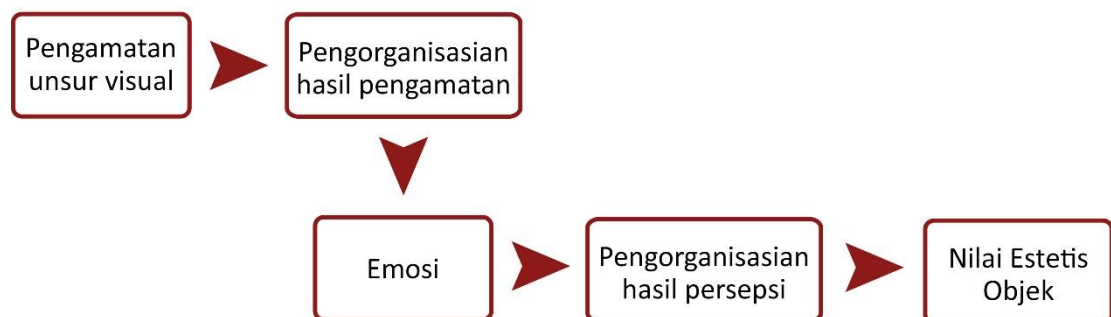 Pengamatan
unsur visual
Pengorganisasian
hasil pengamatan
Emosi
Pengorganisasian
hasil persepsi
Nilai Estetis
Objek